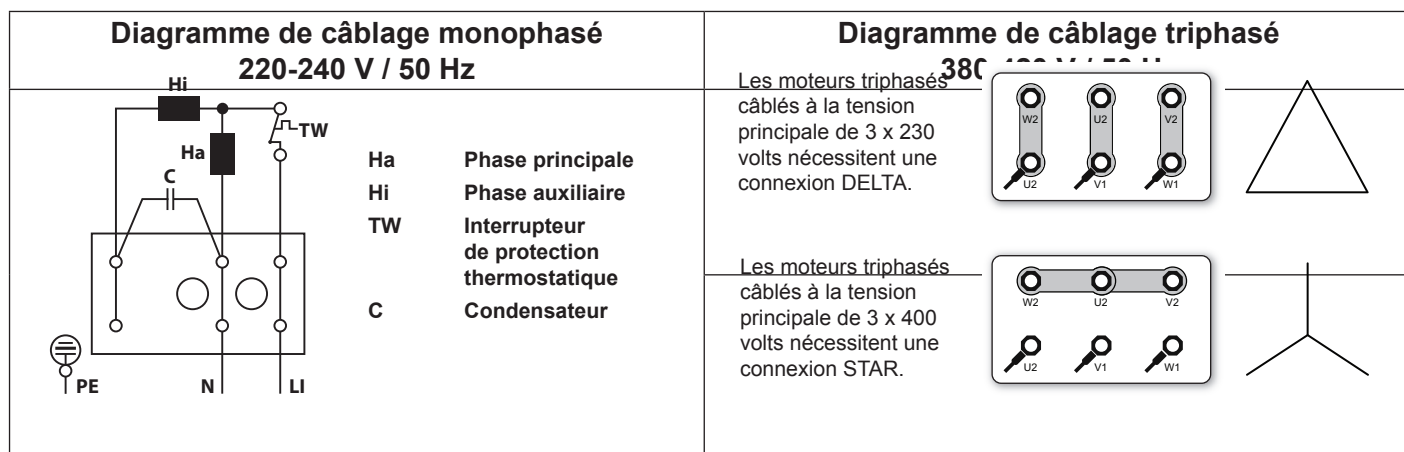 Diagramme de câblage monophasé
220-240 V / 50 Hz
Hi
TW
Ha
C
PE
N
LI
Ha Phase principale
Hi Phase auxiliaire
TW Interrupteur
de protection
thermostatique
C Condensateur
Diagramme de câblage triphasé
Les moteurs triphasés
câblés à la tension
principale de 3 x 230
volts nécessitent une
connexion DELTA.
W2 U2 V2
U2 V1 W1
Les moteurs triphasés
câblés à la tension
principale de 3 x 400
volts nécessitent une
connexion STAR.
W2 U2 V2
U2 V1 W1